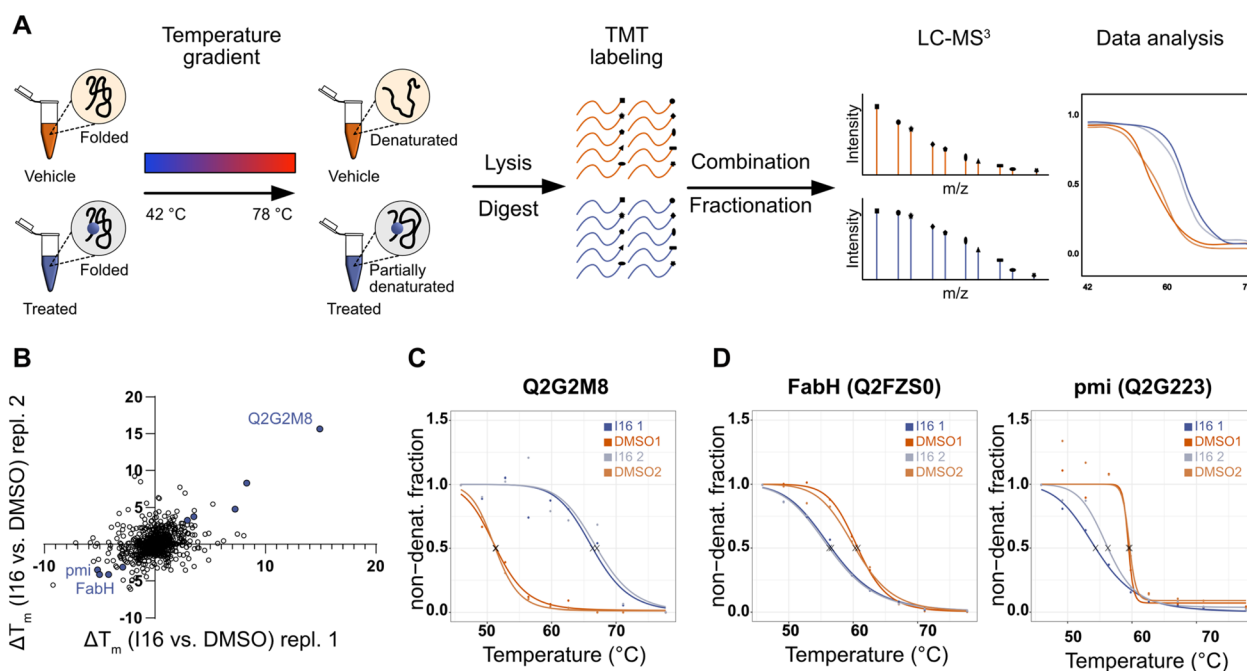 A
Temperature
gradient
TMT
labeling
LC-MS³
Data analysis
Folded
Vehicle
42 °C
78 °C
Denaturated
Vehicle
Folded
Treated
Partially
denaturated
Treated
Lysis
Digest
Combination
Fractionation
Intensity
m/z
Intensity
m/z
1.0
0.5
0.0
42
60
B
ΔTm (I16 vs. DMSO) repl. 2
20
15
10
5
-5
-10
-10
10
20
Q2G2M8
pmi
FabH
ΔTm (I16 vs. DMSO) repl. 1
C
Q2G2M8
non-denat. fraction
1.5
1.0
0.5
0.0
I16 1
DMSO1
I16 2
DMSO2
50
60
70
Temperature (°C)
D
FabH (Q2FZS0)
non-denat. fraction
1.5
1.0
0.5
0.0
I16 1
DMSO1
I16 2
DMSO2
50
60
70
Temperature (°C)
pmi (Q2G223)
non-denat. fraction
1.5
1.0
0.5
0.0
I16 1
DMSO1
I16 2
DMSO2
50
60
70
Temperature (°C)